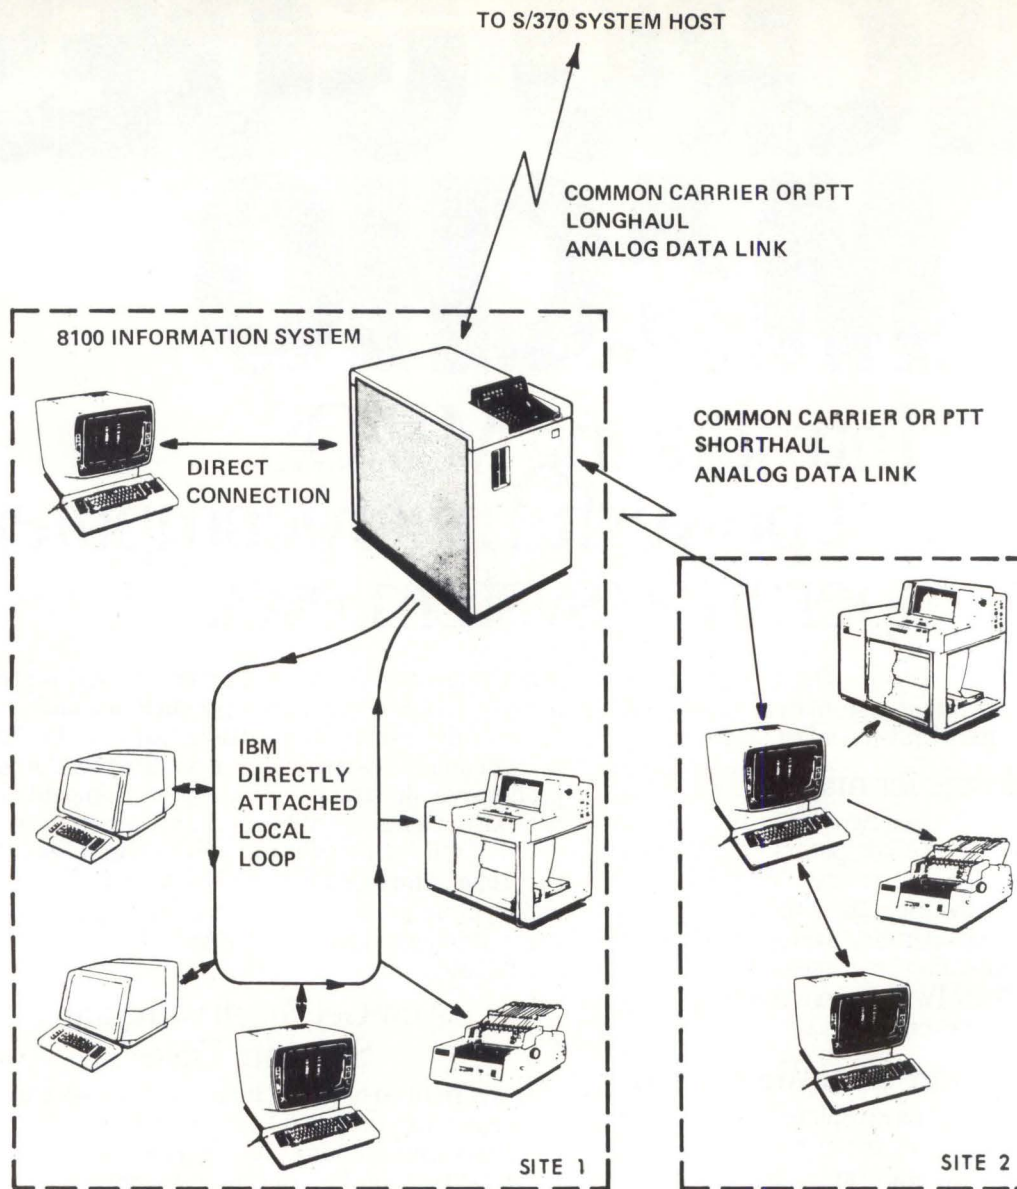 TO S/370 SYSTEM HOST
COMMON CARRIER OR PTT
LONGHAUL
ANALOG DATA LINK
8100 INFORMATION SYSTEM
DIRECT
CONNECTION
COMMON CARRIER OR PTT
SHORTHAUL
ANALOG DATA LINK
IBM
DIRECTLY
ATTACHED
LOCAL
LOOP
SITE 1
SITE 2